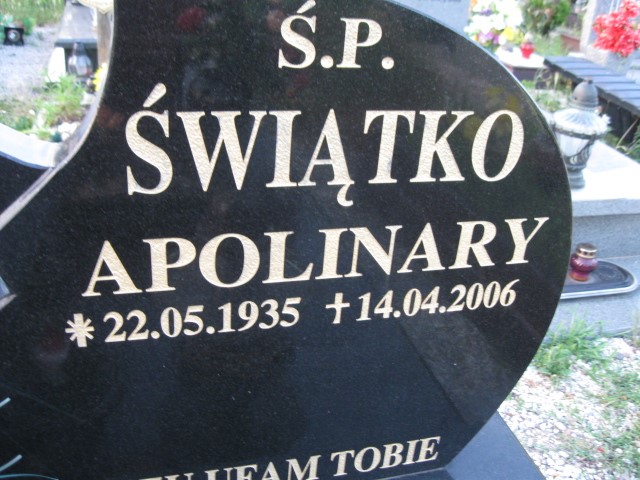 Ś.P.
ŚWIĄTKO
APOLINARY
* 22.05.1935 † 14.04.2006
UFAM TOBIE